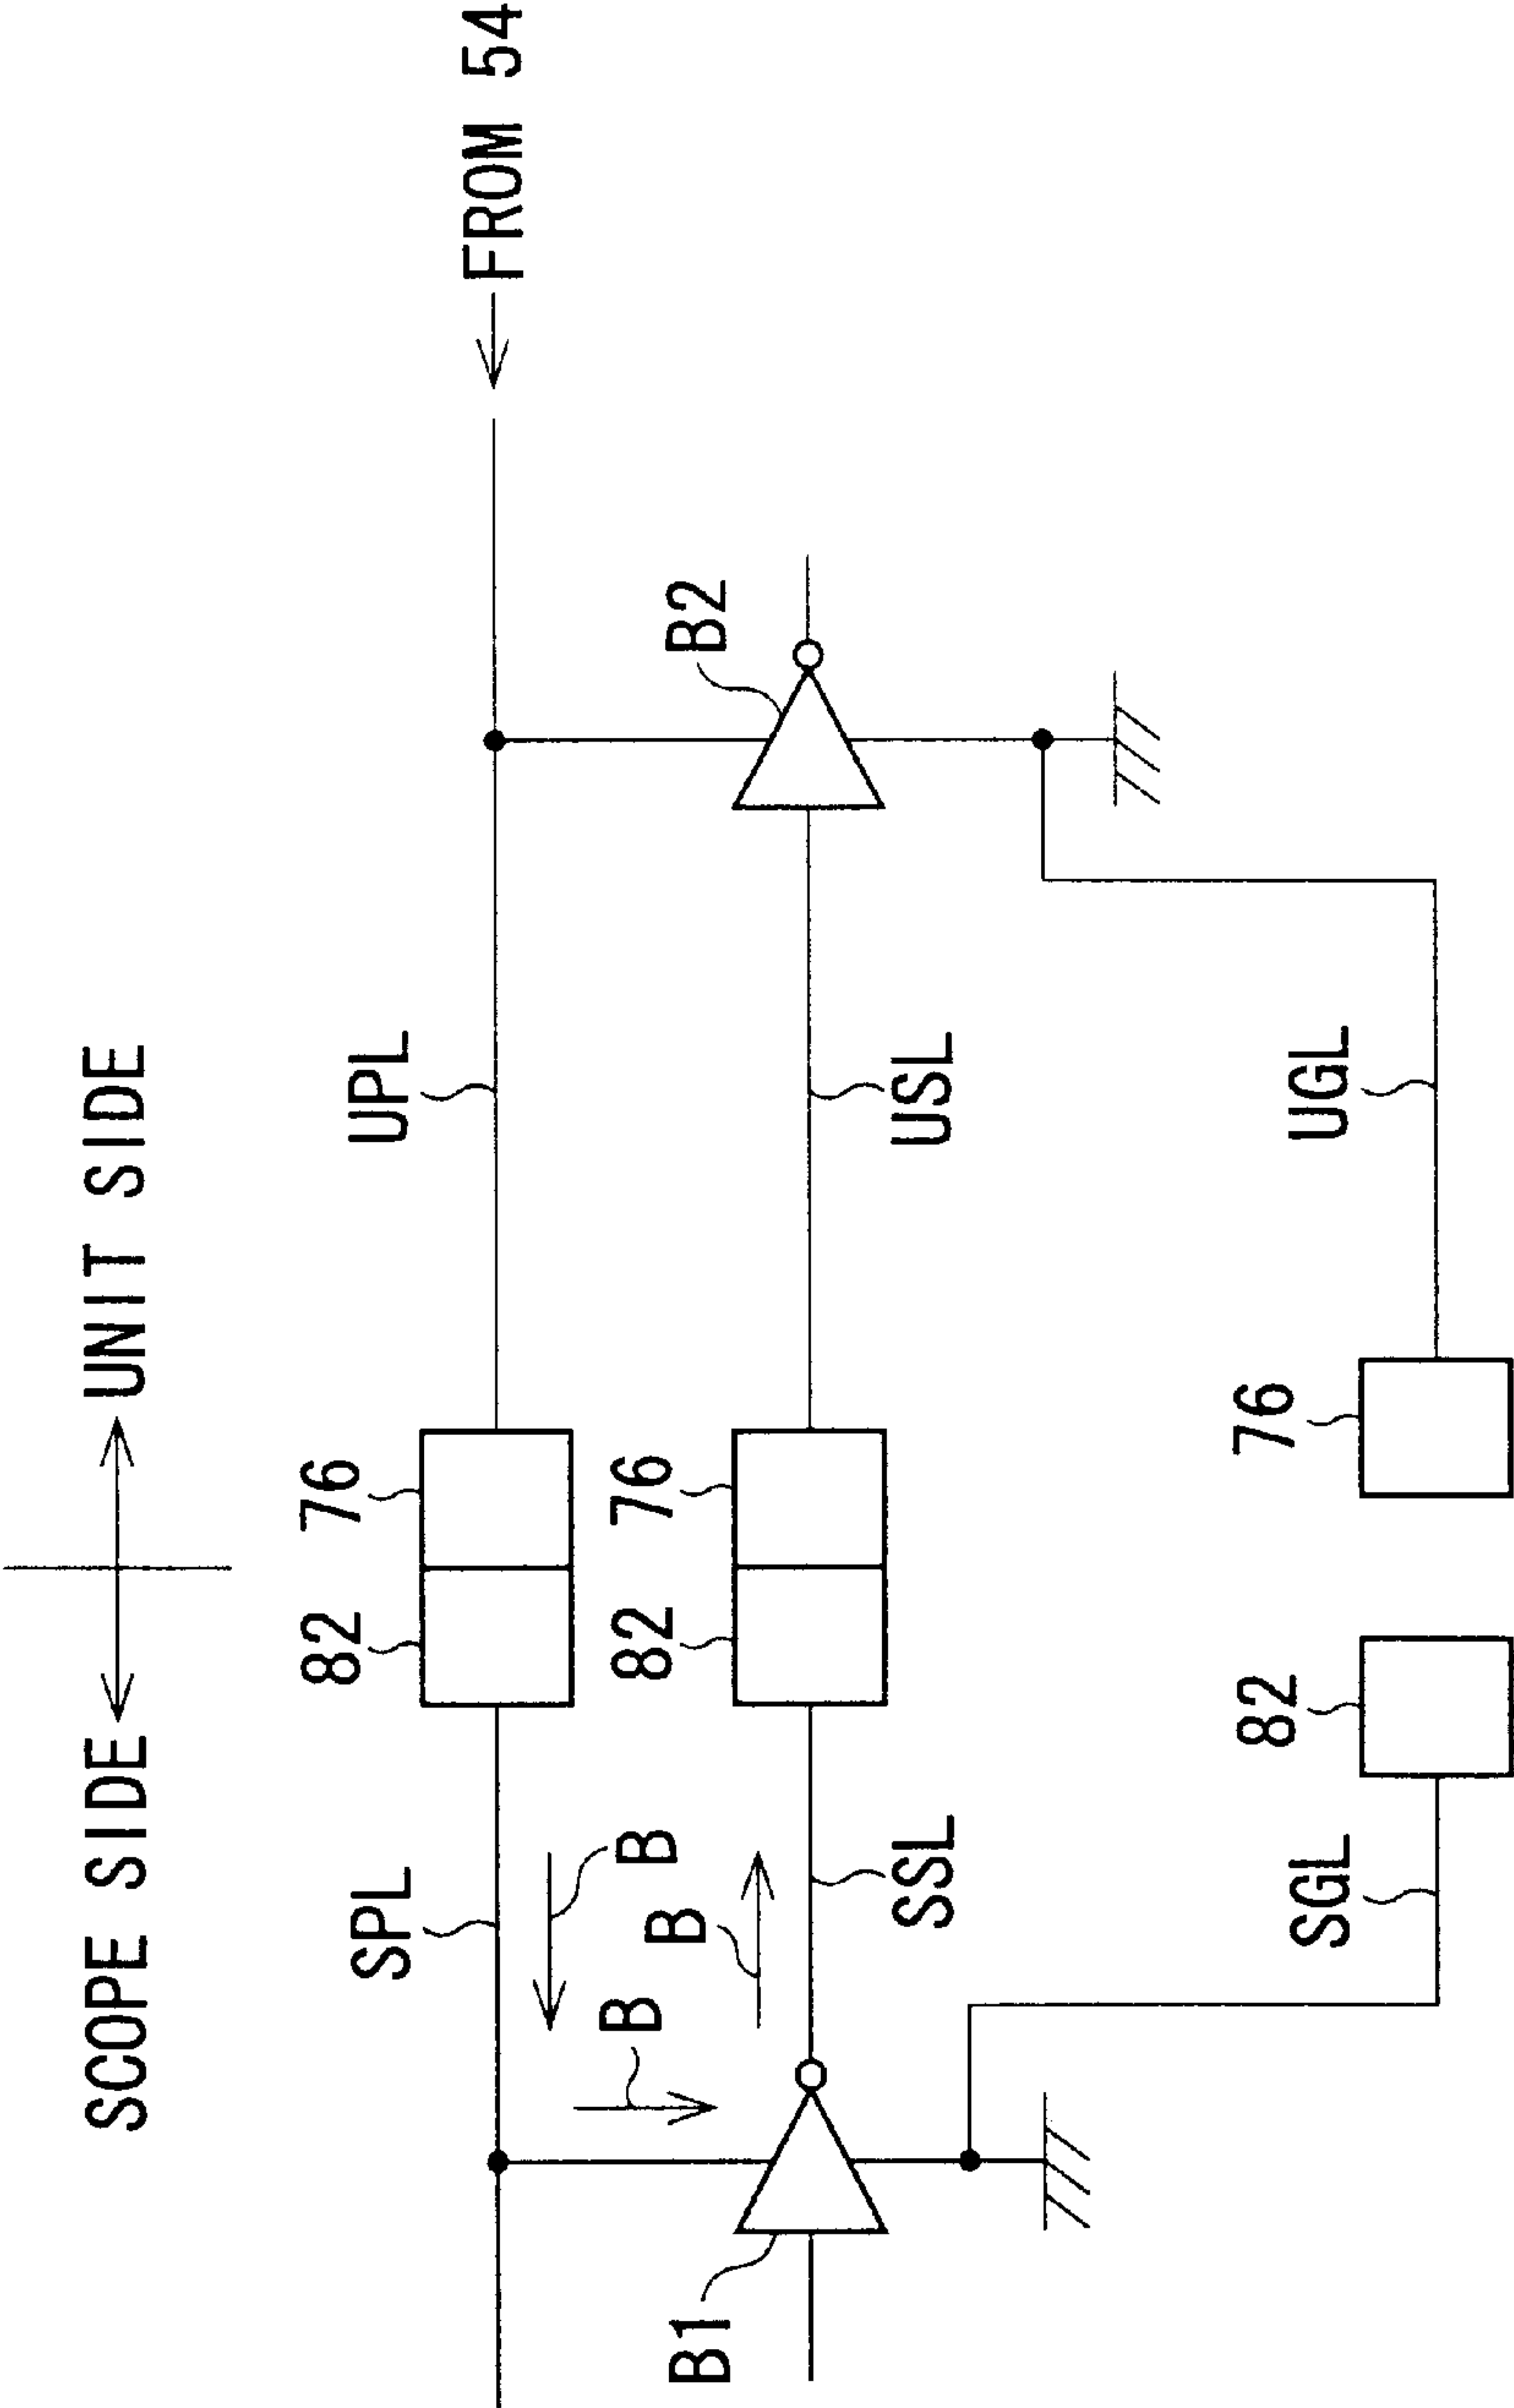 SCOPE SIDE UNIT SIDE
SPL UPL
82 76
B FROM 54
B
82 76
B1 B B2
SSL USL
82 76
SGL UGL